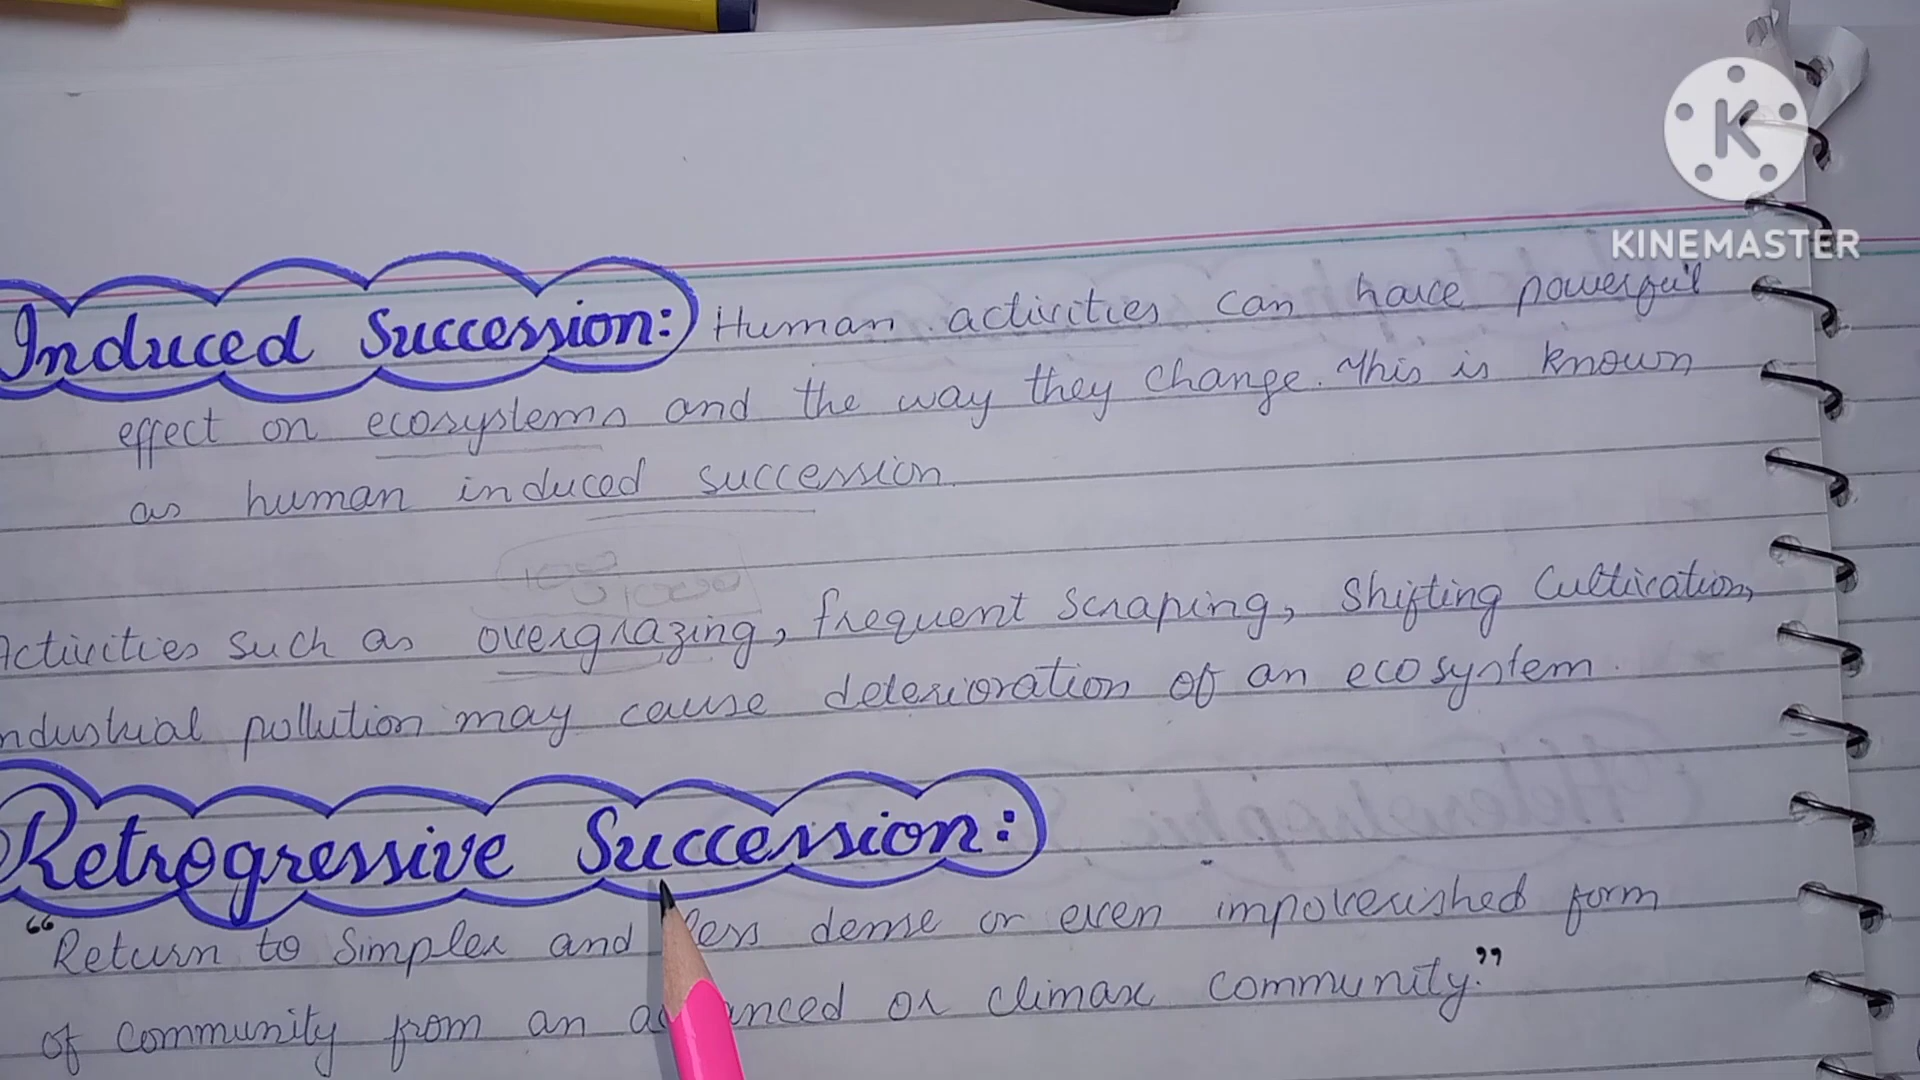 KINEMASTER
Induced Succession: Human activities can have powerful
effect on ecosystems and the way they change. This is known
as human induced succession.
Activities such as overgrazing, frequent scraping, Shifting Cultivation,
industrial pollution may cause deterioration of an ecosystem.
Retrogressive Succession:
"Return to Simpler and less dense or even impoverished form
of community from an advanced or climax community."